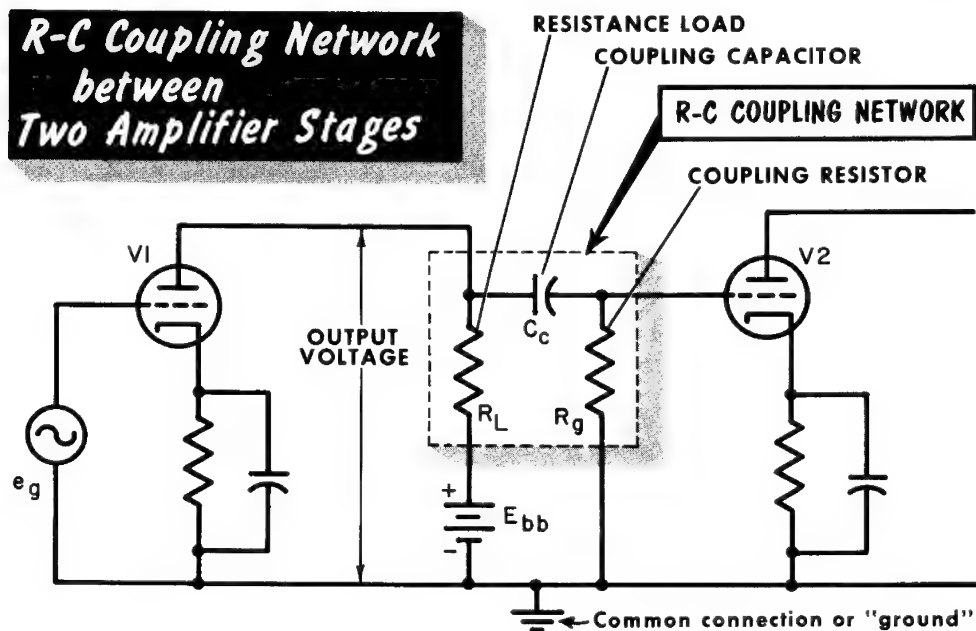 R-C Coupling Network
between
Two Amplifier Stages
RESISTANCE LOAD
COUPLING CAPACITOR
R-C COUPLING NETWORK
COUPLING RESISTOR
V1
V2
OUTPUT
VOLTAGE
Cc
RL
Rg
eg
+
Ebb
-
Common connection or "ground"